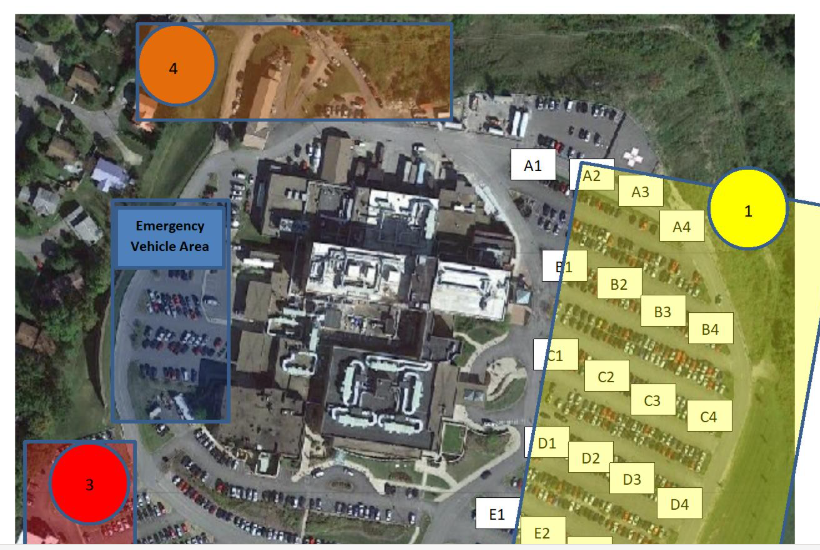 4
A1
A2
A3
1
A4
Emergency
Vehicle Area
B1
B2
B3
B4
C1
C2
C3
C4
D1
D2
3
D3
D4
E1
E2